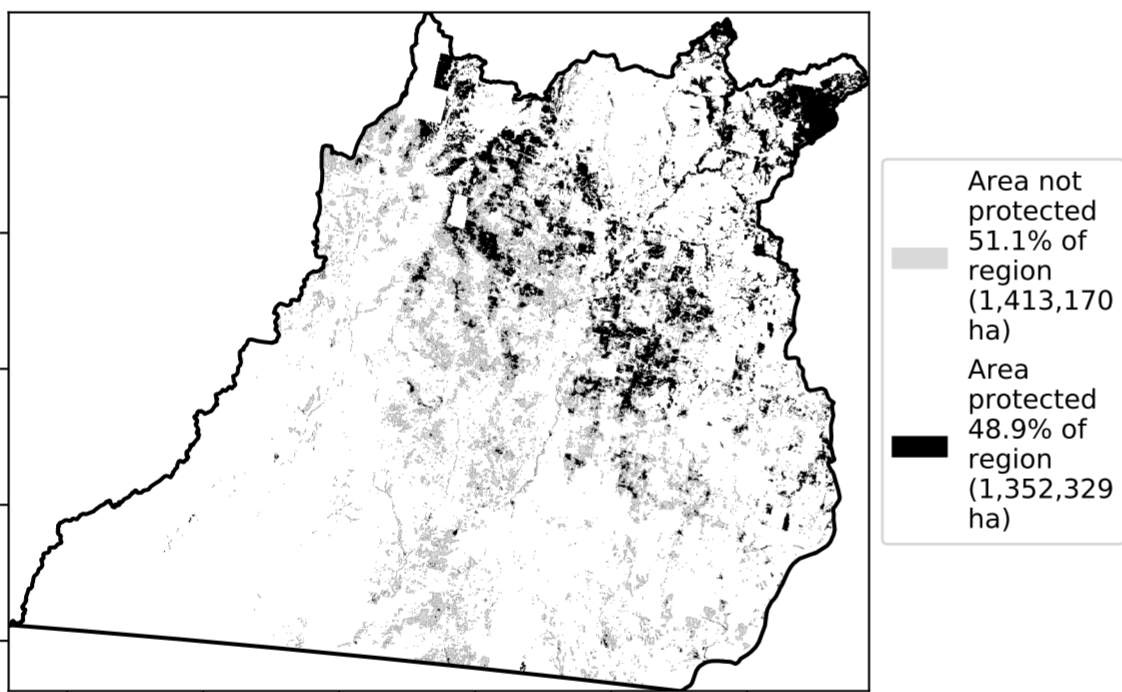 Area not
protected
51.1% of
region
(1,413,170
ha)
Area
protected
48.9% of
region
(1,352,329
ha)